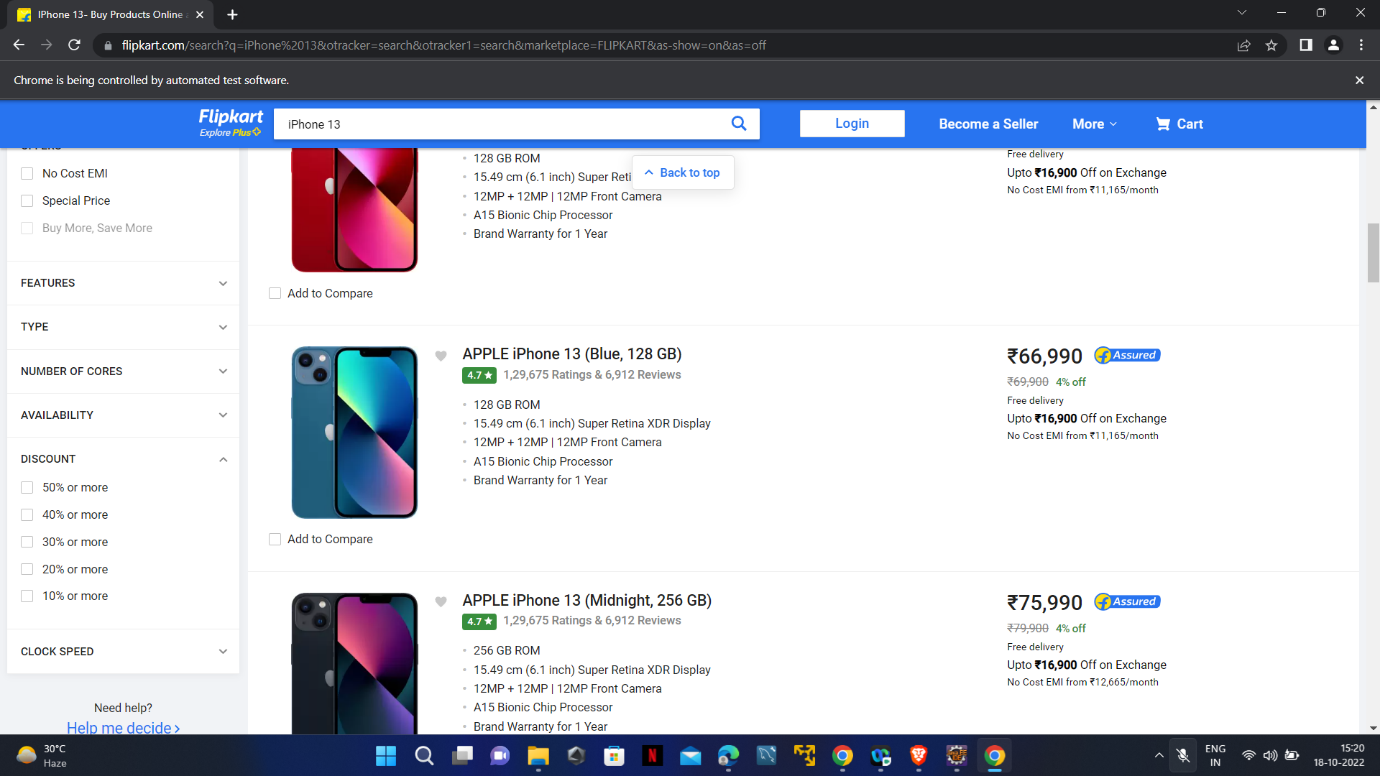 IPhone 13- Buy Products Online
flipkart.com/search?q=iPhone%2013&otracker=search&otracker1=search&marketplace=FLIPKART&as-show=on&as=off
Chrome is being controlled by automated test software.
Flipkart
Explore Plus
iPhone 13
Login
Become a Seller
More
Cart
OFFERS
No Cost EMI
Special Price
Buy More, Save More
FEATURES
TYPE
NUMBER OF CORES
AVAILABILITY
DISCOUNT
50% or more
40% or more
30% or more
20% or more
10% or more
CLOCK SPEED
Need help?
Help me decide >
Back to top
128 GB ROM
15.49 cm (6.1 inch) Super Reti
12MP + 12MP | 12MP Front Camera
A15 Bionic Chip Processor
Brand Warranty for 1 Year
Free delivery
Upto ₹16,900 Off on Exchange
No Cost EMI from ₹11,165/month
Add to Compare
APPLE iPhone 13 (Blue, 128 GB)
4.7 ★ 1,29,675 Ratings & 6,912 Reviews
128 GB ROM
15.49 cm (6.1 inch) Super Retina XDR Display
12MP + 12MP | 12MP Front Camera
A15 Bionic Chip Processor
Brand Warranty for 1 Year
₹66,990 Assured
₹69,900 4% off
Free delivery
Upto ₹16,900 Off on Exchange
No Cost EMI from ₹11,165/month
Add to Compare
APPLE iPhone 13 (Midnight, 256 GB)
4.7 ★ 1,29,675 Ratings & 6,912 Reviews
256 GB ROM
15.49 cm (6.1 inch) Super Retina XDR Display
12MP + 12MP | 12MP Front Camera
A15 Bionic Chip Processor
Brand Warranty for 1 Year
₹75,990 Assured
₹79,900 4% off
Free delivery
Upto ₹16,900 Off on Exchange
No Cost EMI from ₹12,665/month
30°C
Haze
ENG
IN
15:20
18-10-2022